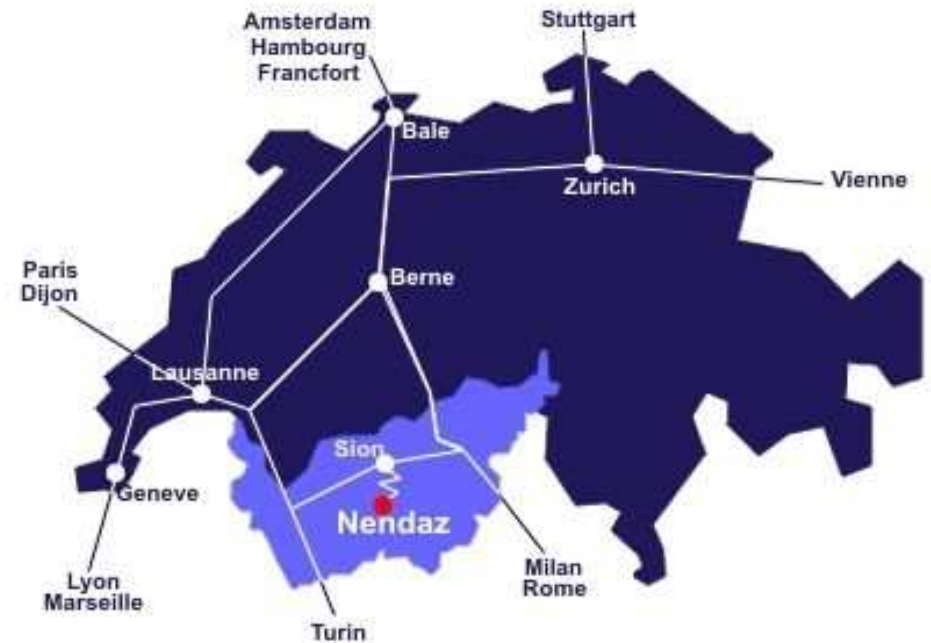 Amsterdam
Hambourg
Francfort
Stuttgart
Bale
Zurich
Vienne
Paris
Dijon
Berne
Lausanne
Sion
Geneve
Nendaz
Lyon
Marseille
Milan
Rome
Turin